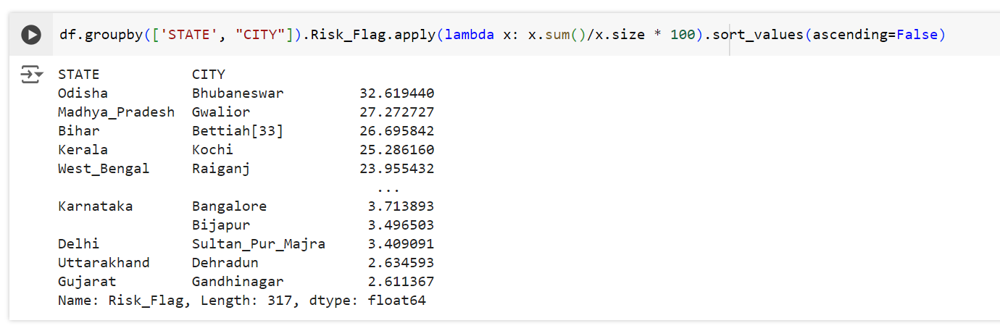 df.groupby(['STATE', "CITY"]).Risk_Flag.apply(lambda x: x.sum()/x.size * 100).sort_values(ascending=False)
STATE           CITY
Odisha          Bhubaneswar         32.619440
Madhya_Pradesh  Gwalior             27.272727
Bihar           Bettiah[33]         26.695842
Kerala          Kochi               25.286160
West_Bengal     Raiganj             23.955432
                                      ...
Karnataka       Bangalore            3.713893
                Bijapur              3.496503
Delhi           Sultan_Pur_Majra     3.409091
Uttarakhand     Dehradun             2.634593
Gujarat         Gandhinagar          2.611367
Name: Risk_Flag, Length: 317, dtype: float64